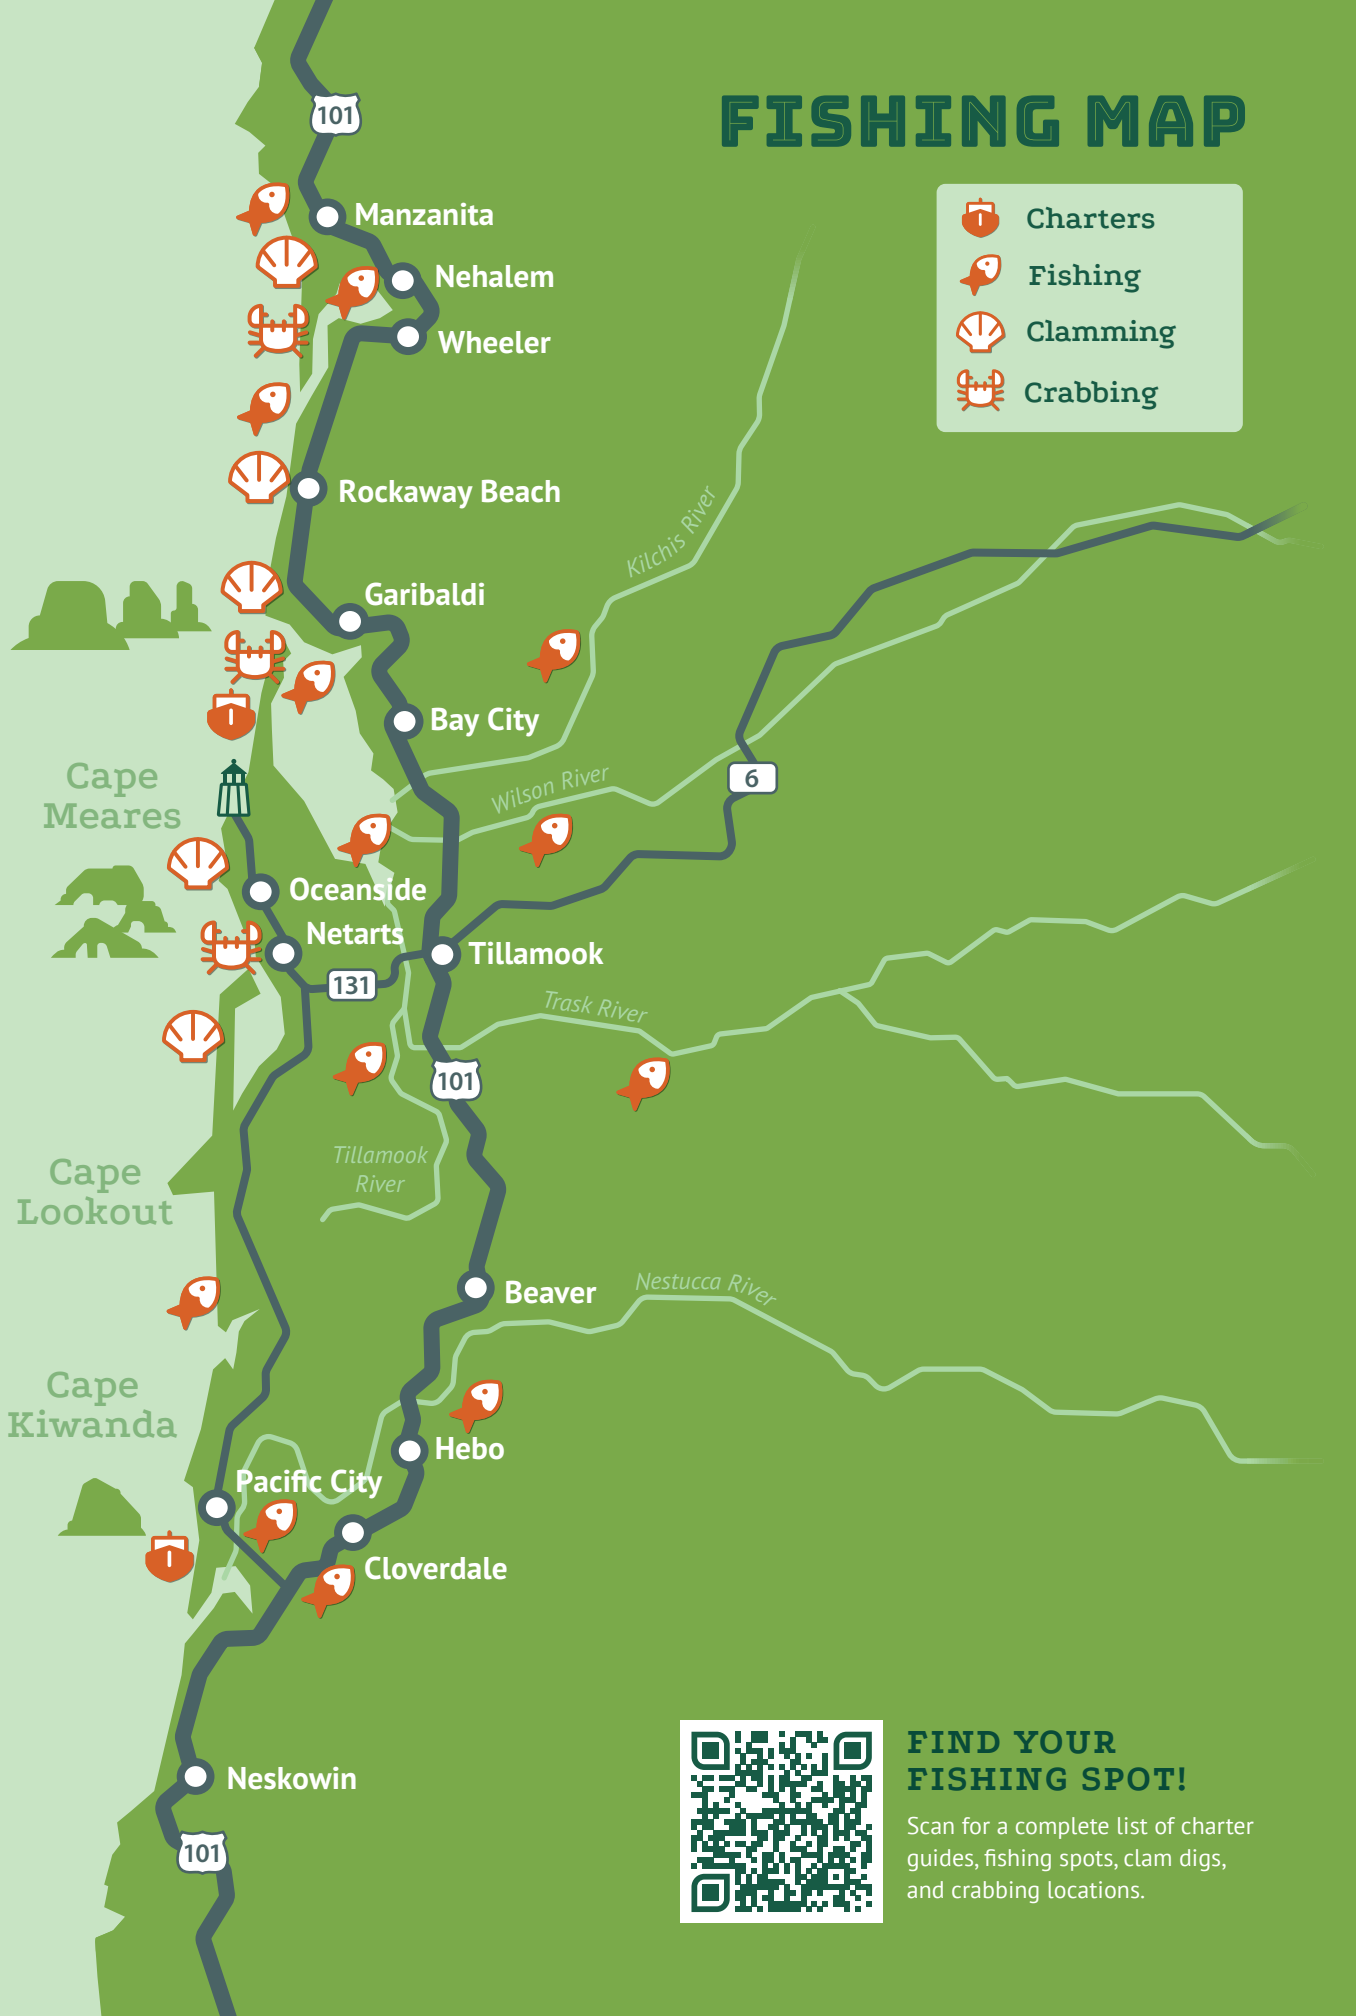 101
FISHING MAP
Charters
Fishing
Clamming
Crabbing
Manzanita
Nehalem
Wheeler
Rockaway Beach
Kilchis River
Garibaldi
Bay City
Cape
Meares
Wilson River
6
Oceanside
Netarts
Tillamook
131
Trask River
101
Tillamook
River
Cape
Lookout
Beaver
Nestucca River
Cape
Kiwanda
Hebo
Pacific City
Cloverdale
Neskowin
101
FIND YOUR
FISHING SPOT!
Scan for a complete list of charter
guides, fishing spots, clam digs,
and crabbing locations.